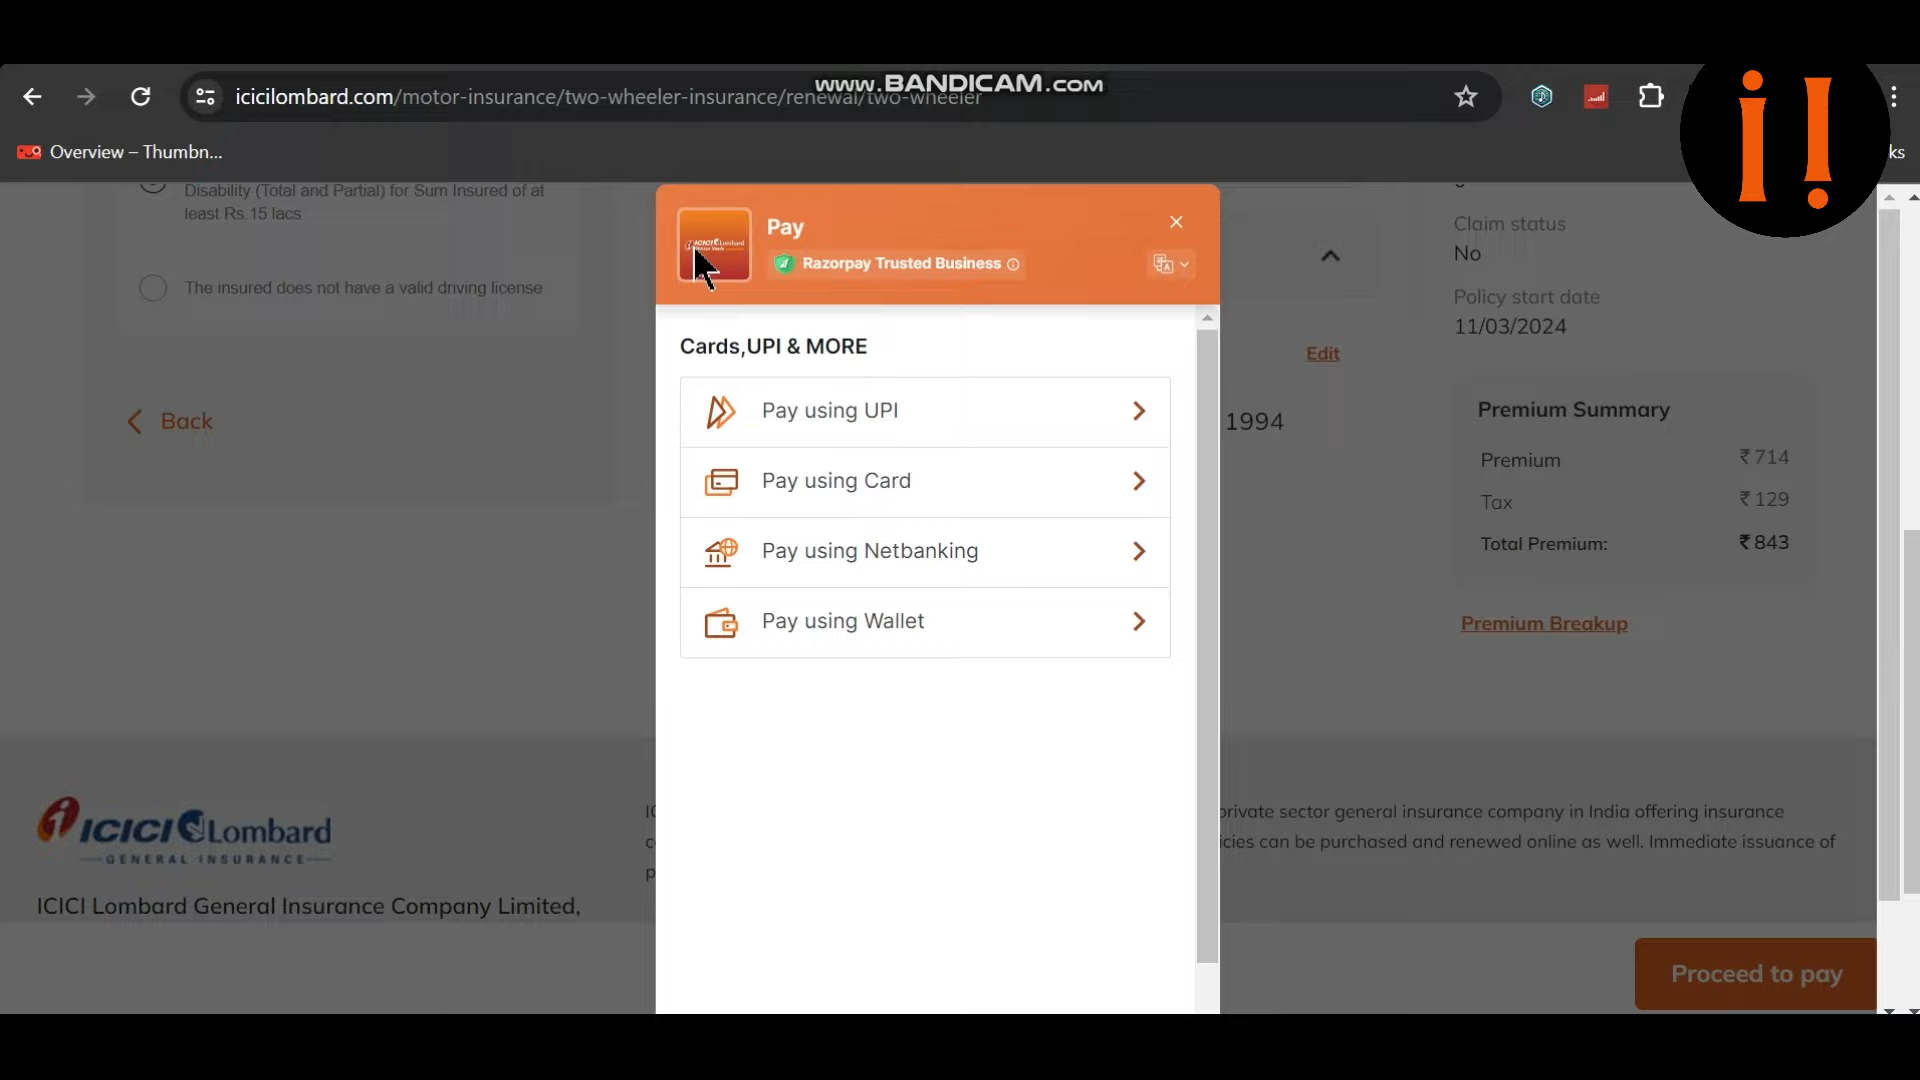 www.BANDICAM.com
icicilombard.com/motor-insurance/two-wheeler-insurance/renewal/two-wheeler
Overview – Thumbn...
ks
Disability (Total and Partial) for Sum Insured of at
least Rs.15 lacs
The insured does not have a valid driving license
Back
Pay
ICICI Lombard
Razorpay Trusted Business
Cards,UPI & MORE
Pay using UPI
Pay using Card
Pay using Netbanking
Pay using Wallet
Edit
1994
Claim status
No
Policy start date
11/03/2024
Premium Summary
Premium ₹714
Tax ₹129
Total Premium: ₹843
Premium Breakup
ICICI Lombard
GENERAL INSURANCE
ICICI Lombard General Insurance Company Limited,
private sector general insurance company in India offering insurance
icies can be purchased and renewed online as well. Immediate issuance of
Proceed to pay